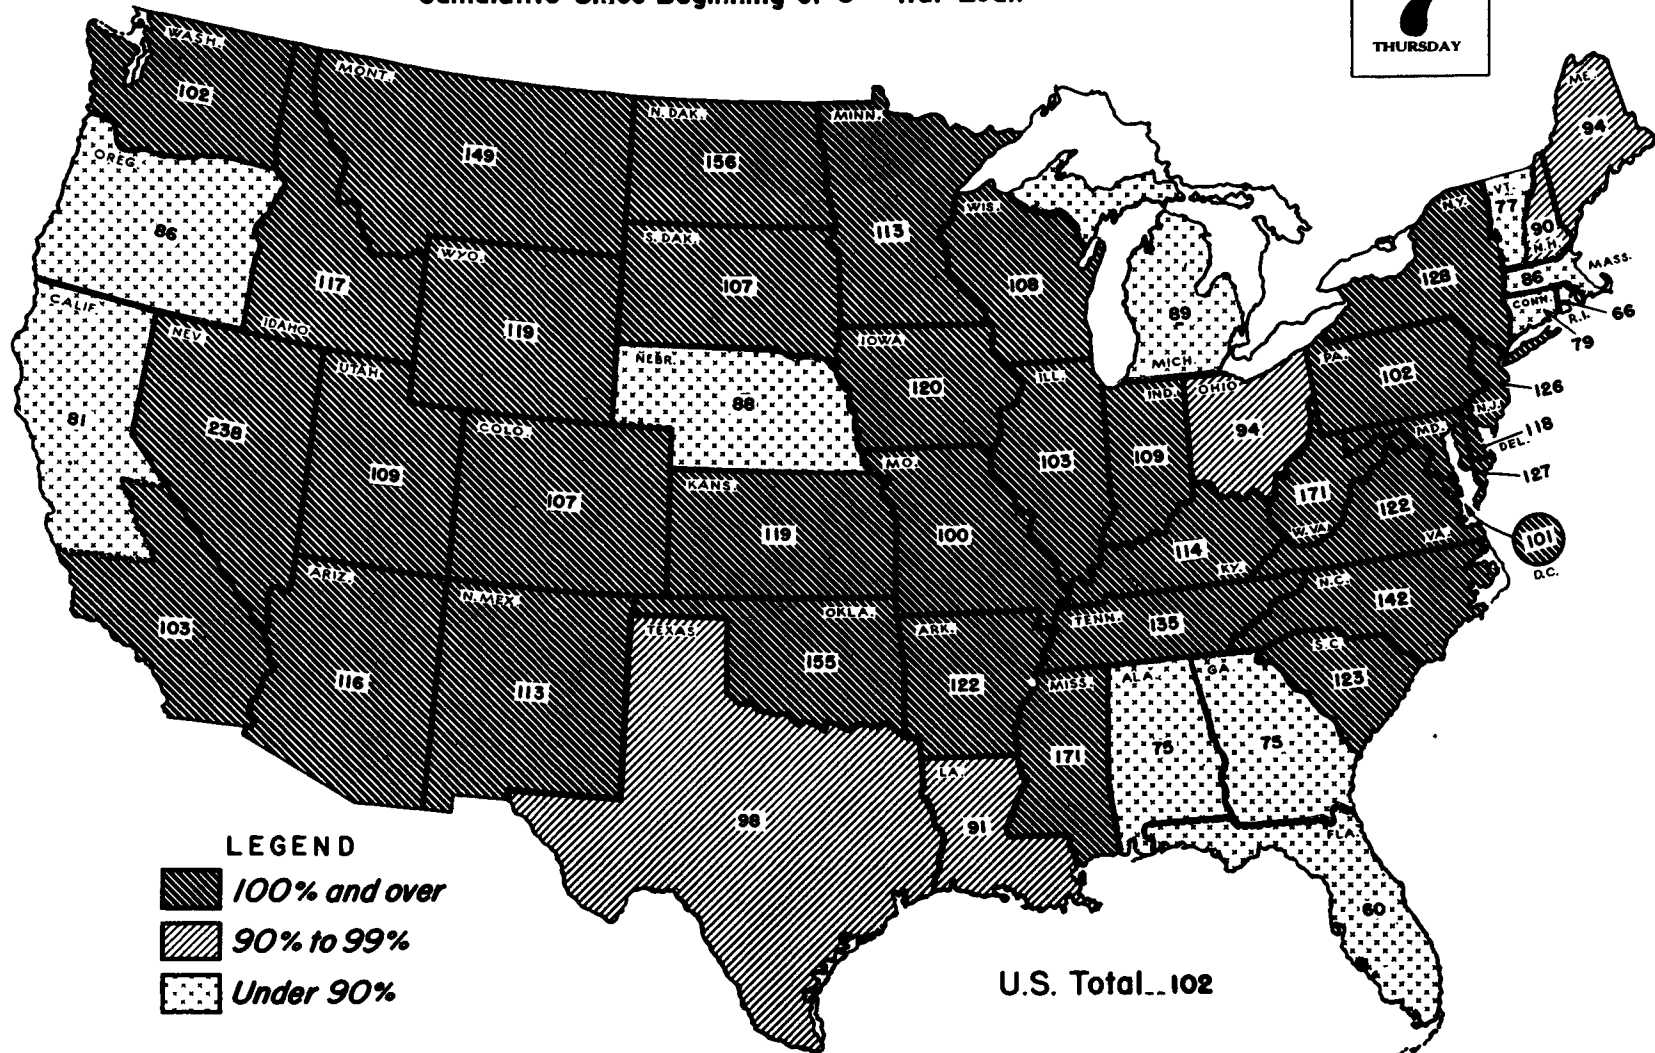 THURSDAY
WASH.
102
MONT.
149
N. DAK.
156
MINN.
113
OREG.
86
IDAHO
117
WYO.
119
S. DAK.
107
WIS.
108
MICH.
89
ME.
94
VT.
77
N.H.
90
N.Y.
128
MASS.
86
CONN.
79
R.I.
66
CALIF.
81
103
NEV.
238
UTAH
109
COLO.
107
NEBR.
88
IOWA
120
ILL.
103
IND.
109
OHIO
94
PA.
102
N.J.
126
MD.
DEL.
118
127
101
D.C.
KANS.
119
MO.
100
KY.
114
W.VA.
171
VA.
122
ARIZ.
116
N.MEX.
113
OKLA.
155
ARK.
122
TENN.
135
N.C.
142
S.C.
123
TEXAS
98
LA.
91
MISS.
171
ALA.
75
GA.
75
FLA.
60
LEGEND
100% and over
90% to 99%
Under 90%
U.S. Total__102